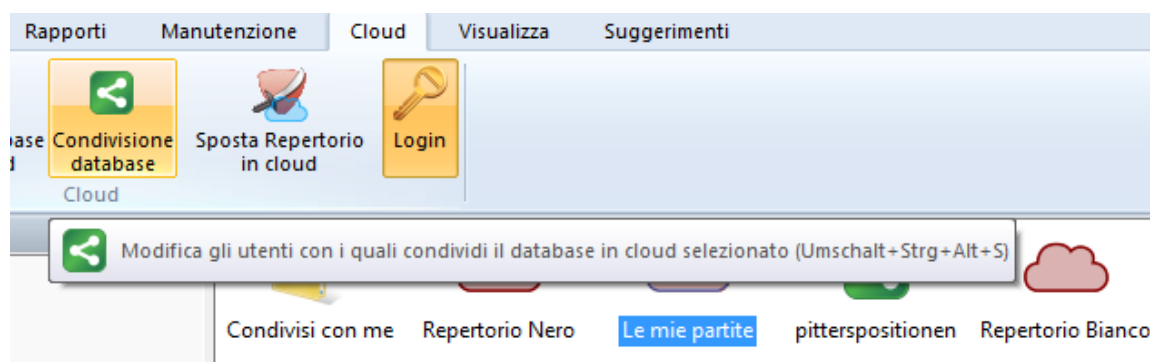 Rapporti Manutenzione Cloud Visualizza Suggerimenti
Condivisione Sposta Repertorio Login
database in cloud
Cloud
Modifica gli utenti con i quali condividi il database in cloud selezionato (Umschalt+Strg+Alt+S)
Condivisi con me Repertorio Nero Le mie partite pitterspositionen Repertorio Bianco